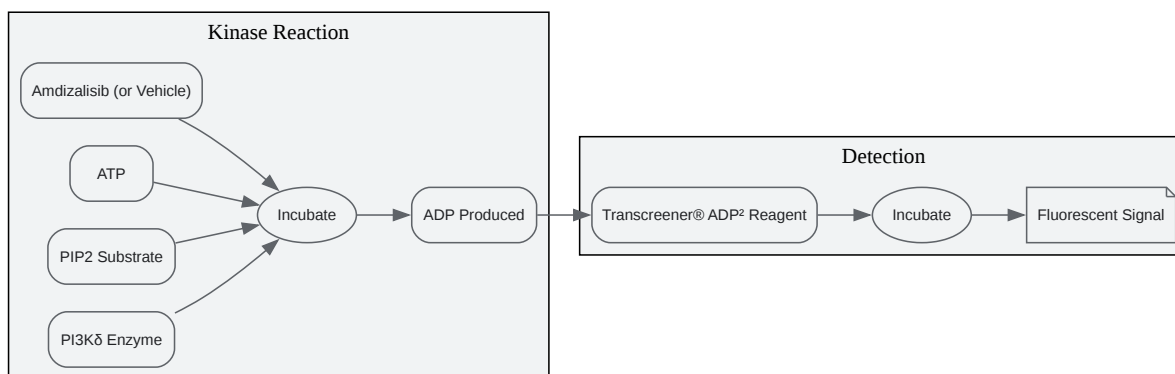 Kinase Reaction
Amdizalisib (or Vehicle)
ATP
PIP2 Substrate
PI3Kδ Enzyme
Incubate
ADP Produced
Detection
Transcreener® ADP² Reagent
Incubate
Fluorescent Signal